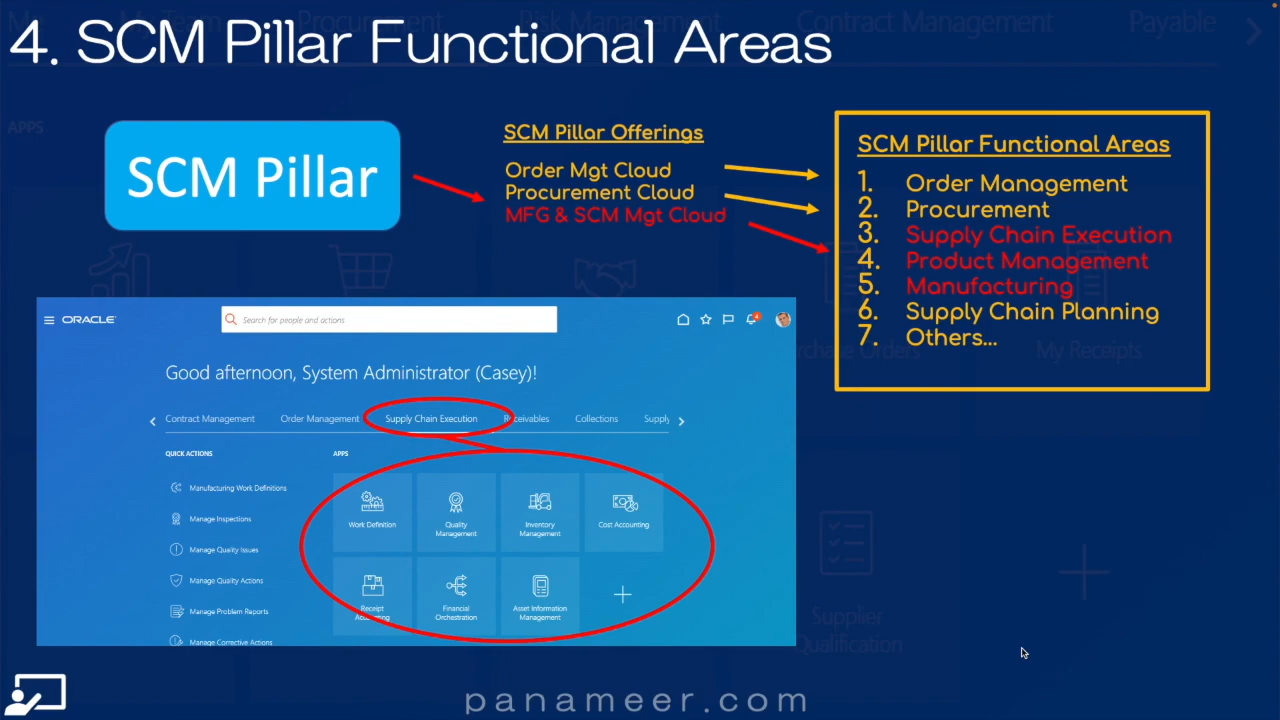 4. SCM Pillar Functional Areas
Procurement
Risk Management
Contract Management
Payable
APPS
SCM Pillar
SCM Pillar Offerings
Order Mgt Cloud
Procurement Cloud
MFG & SCM Mgt Cloud
SCM Pillar Functional Areas
1. Order Management
2. Procurement
3. Supply Chain Execution
4. Product Management
5. Manufacturing
6. Supply Chain Planning
7. Others...
My Receipts
ORACLE
Search for people and actions
4
Good afternoon, System Administrator (Casey)!
Contract Management
Order Management
Supply Chain Execution
Receivables
Collections
Supply
QUICK ACTIONS
APPS
Manufacturing Work Definitions
Manage Inspections
Manage Quality Issues
Manage Quality Actions
Manage Problem Reports
Manage Corrective Actions
Work Definition
Quality
Management
Inventory
Management
Cost Accounting
Receipt
Accounting
Financial
Orchestration
Asset Information
Management
Supplier
Qualification
panameer.com